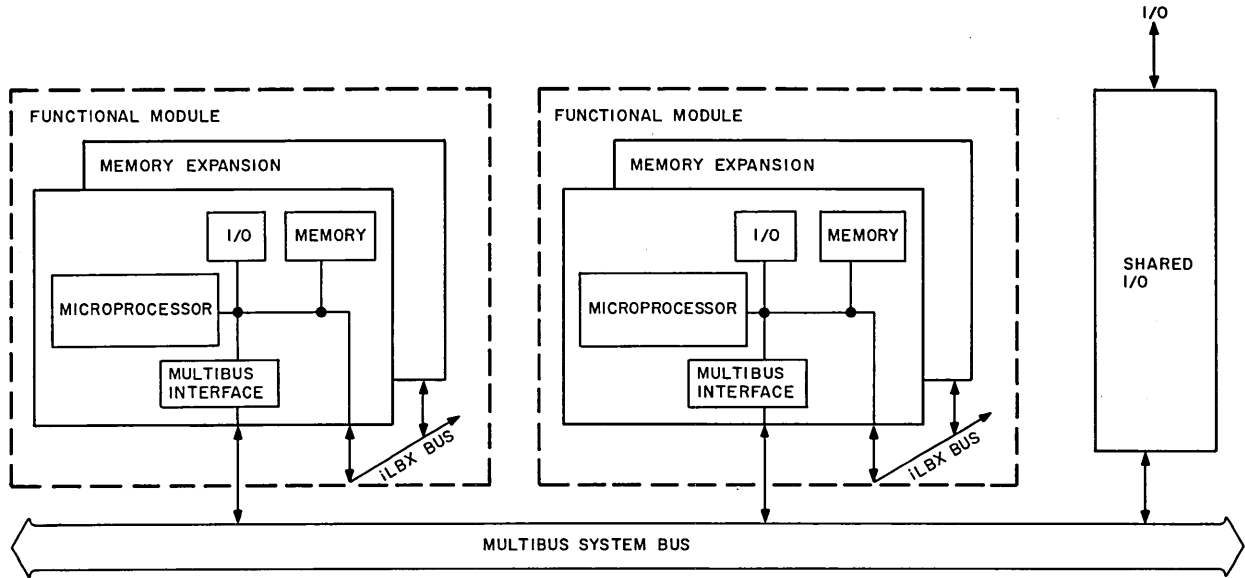 I/O
FUNCTIONAL MODULE
MEMORY EXPANSION
I/O
MEMORY
MICROPROCESSOR
MULTIBUS
INTERFACE
iLBX BUS
FUNCTIONAL MODULE
MEMORY EXPANSION
I/O
MEMORY
MICROPROCESSOR
MULTIBUS
INTERFACE
iLBX BUS
SHARED
I/O
MULTIBUS SYSTEM BUS